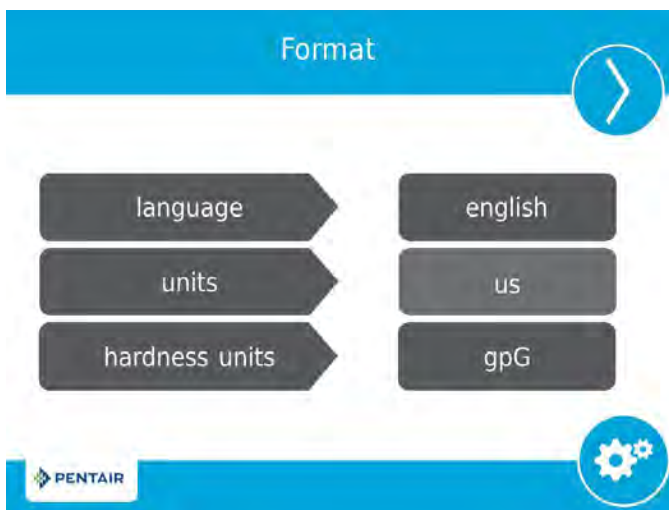 Format
language
english
units
us
hardness units
gpG
PENTAIR